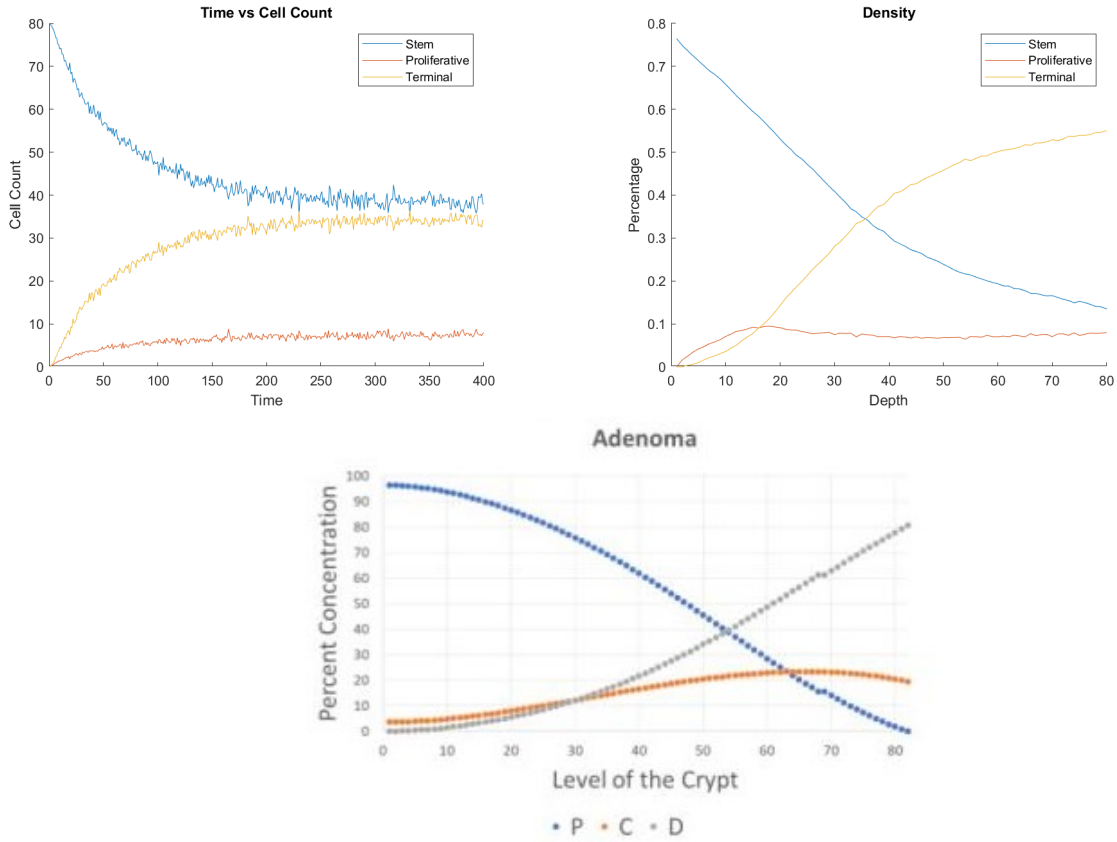 Time vs Cell Count
80
70
60
50
40
30
20
10
0
Cell Count
0 50 100 150 200 250 300 350 400
Time
Stem
Proliferative
Terminal
Density
0.8
0.7
0.6
0.5
0.4
0.3
0.2
0.1
0
Percentage
0 10 20 30 40 50 60 70 80
Depth
Stem
Proliferative
Terminal
Adenoma
100
90
80
70
60
50
40
30
20
10
0
Percent Concentration
0 10 20 30 40 50 60 70 80
Level of the Crypt
P C D